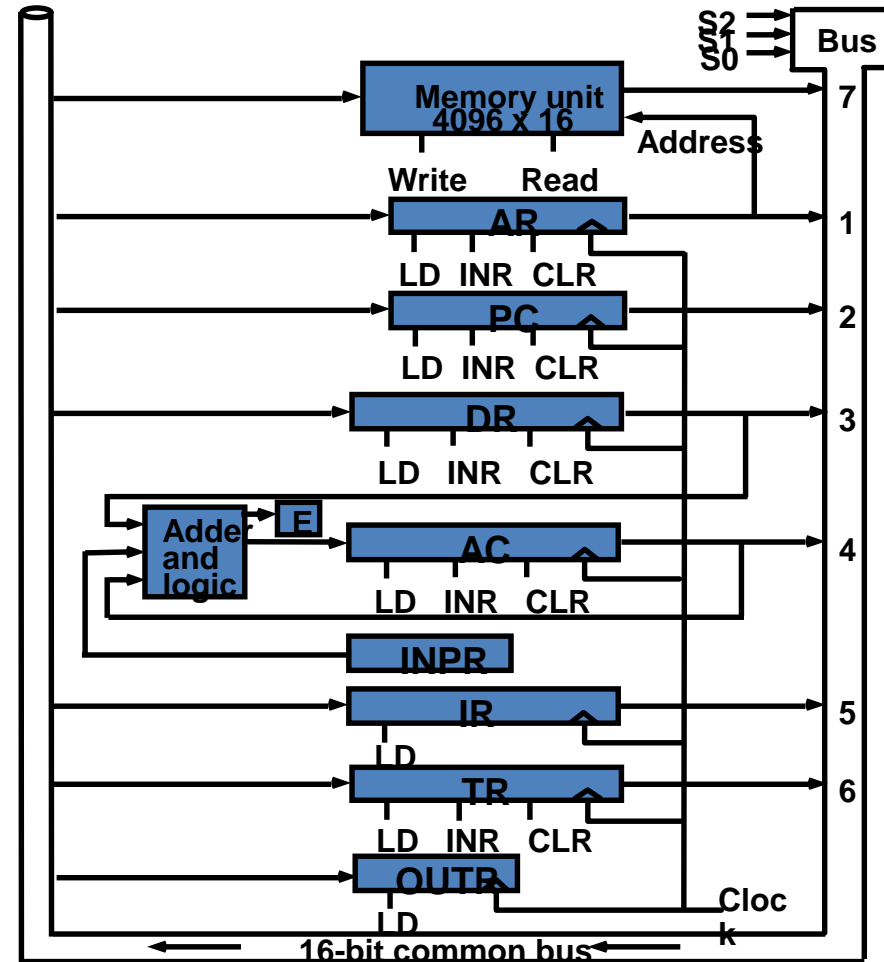 S2
S1
S0
Bus
Memory unit
4096 x 16
7
Address
Write Read
AR
1
LD INR CLR
PC
2
LD INR CLR
DR
3
LD INR CLR
E
Adder
and
logic
AC
4
LD INR CLR
INPR
IR
5
LD
TR
6
LD INR CLR
OUTR
LD
Cloc
k
16-bit common bus